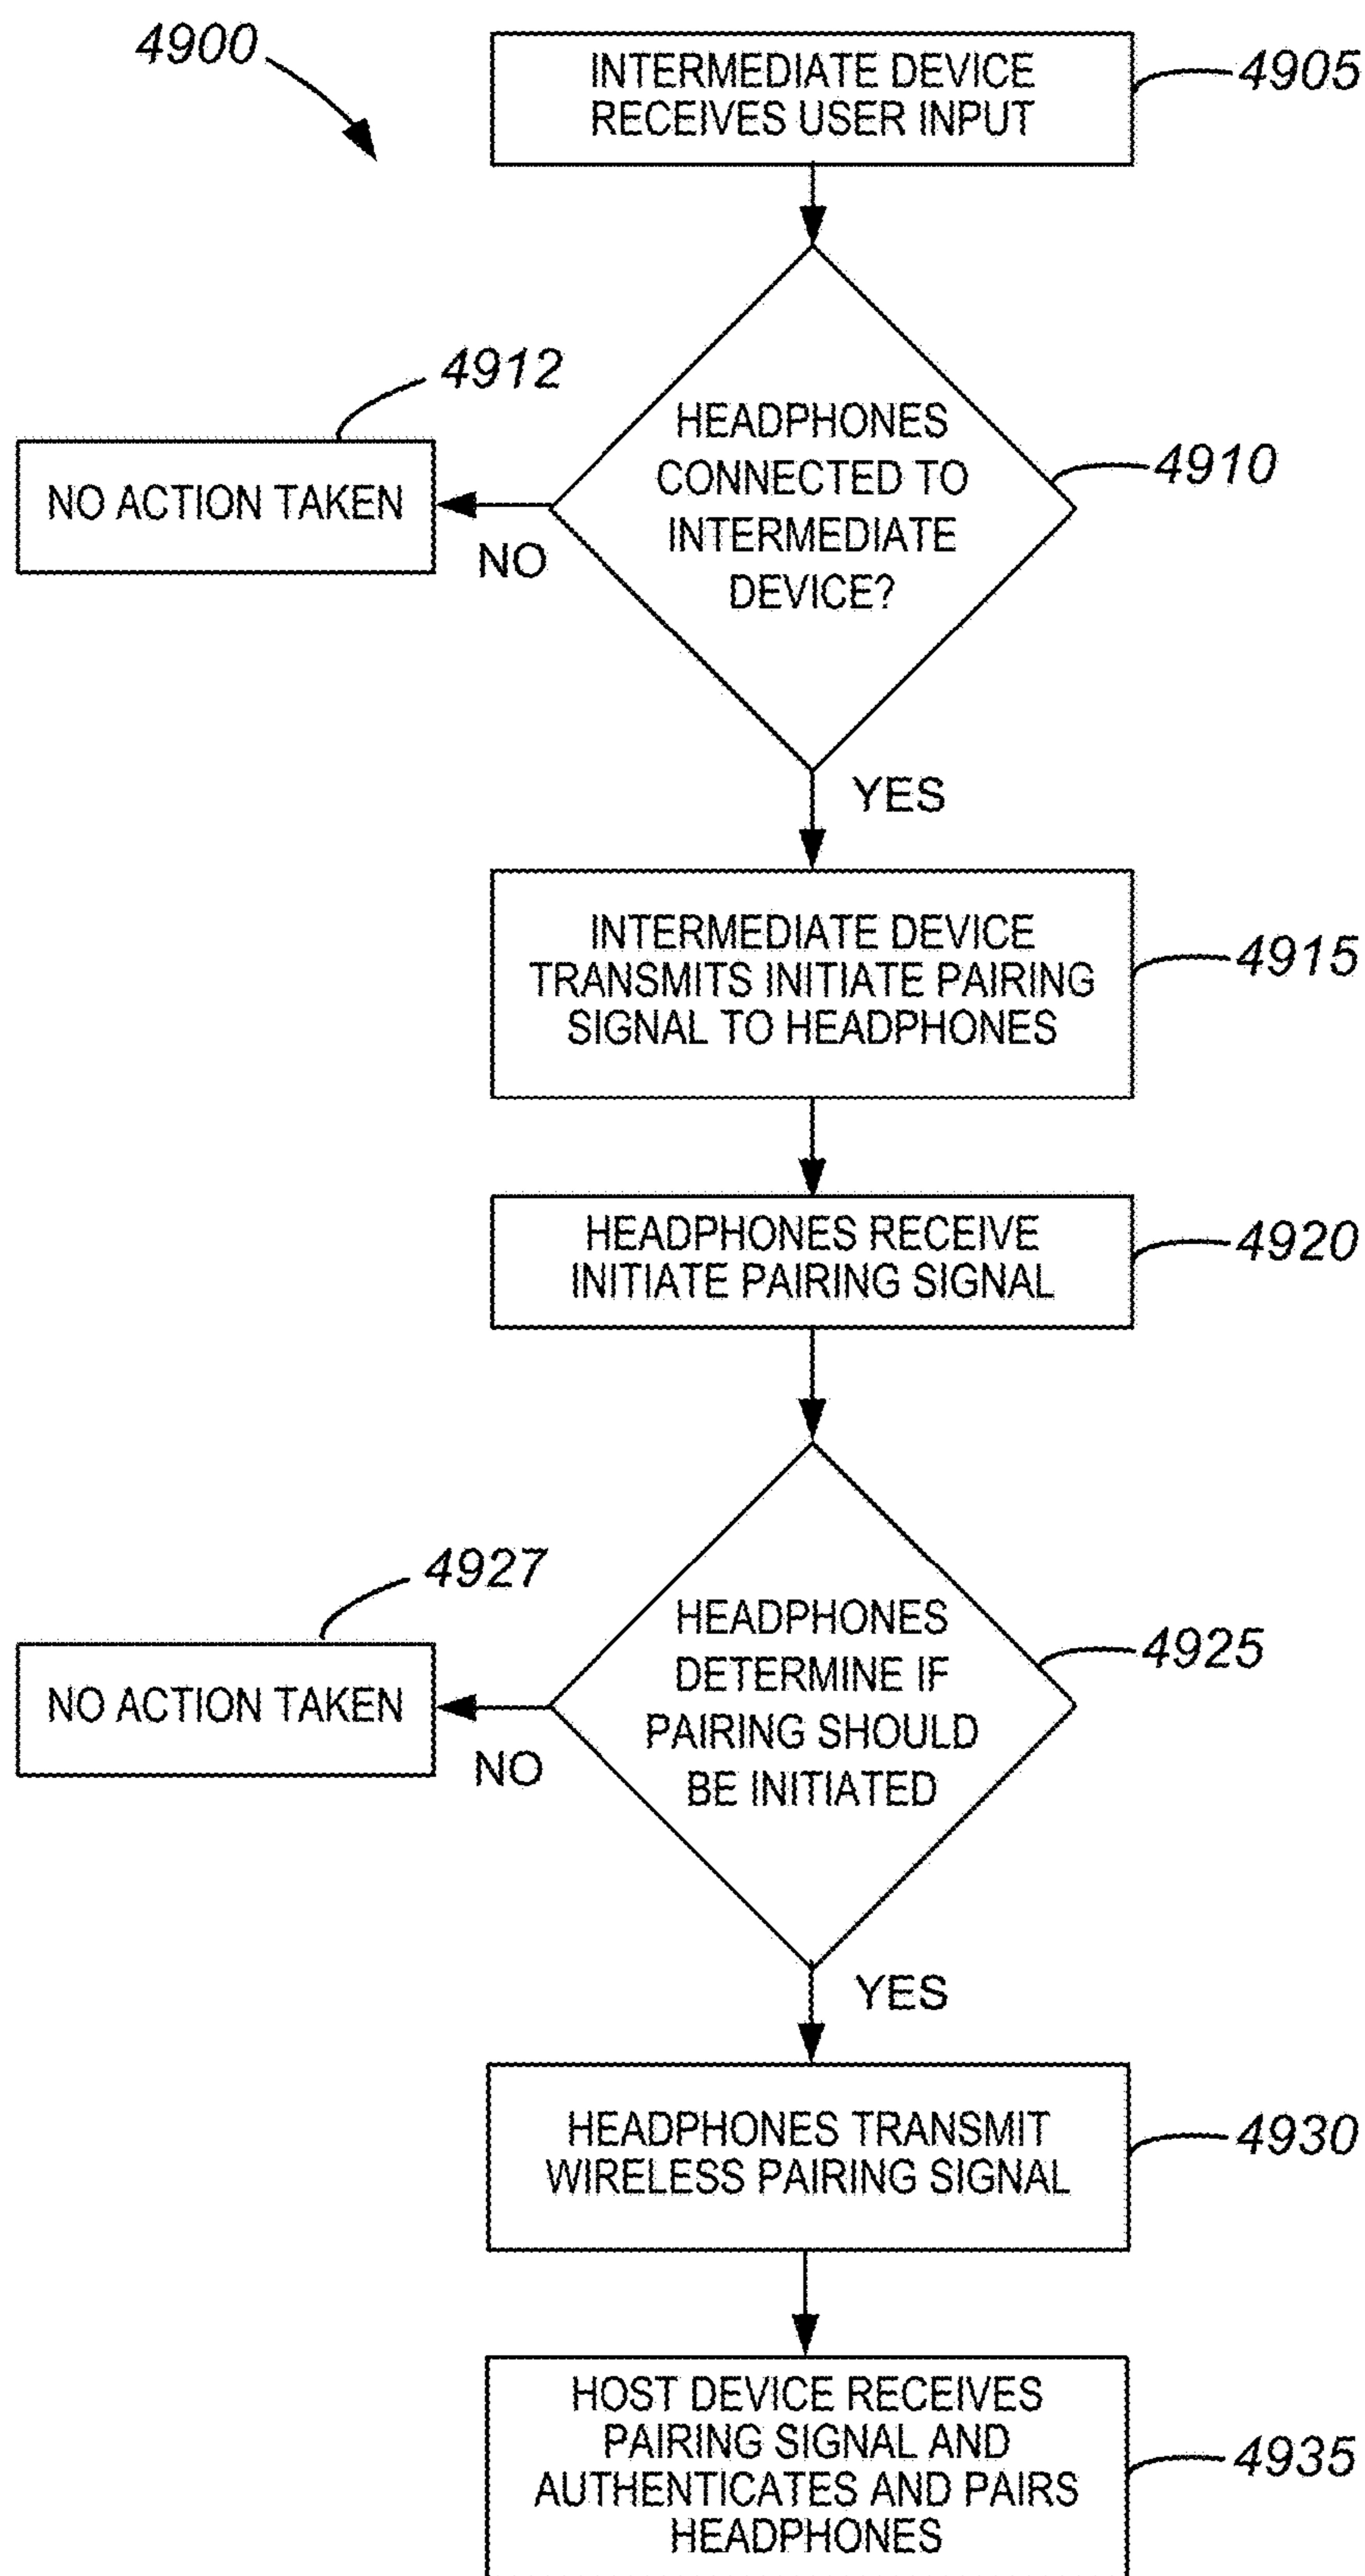 4900
INTERMEDIATE DEVICE
RECEIVES USER INPUT
4905
HEADPHONES
CONNECTED TO
INTERMEDIATE
DEVICE?
4910
4912
NO ACTION TAKEN
NO
YES
INTERMEDIATE DEVICE
TRANSMITS INITIATE PAIRING
SIGNAL TO HEADPHONES
4915
HEADPHONES RECEIVE
INITIATE PAIRING SIGNAL
4920
HEADPHONES
DETERMINE IF
PAIRING SHOULD
BE INITIATED
4925
4927
NO ACTION TAKEN
NO
YES
HEADPHONES TRANSMIT
WIRELESS PAIRING SIGNAL
4930
HOST DEVICE RECEIVES
PAIRING SIGNAL AND
AUTHENTICATES AND PAIRS
HEADPHONES
4935